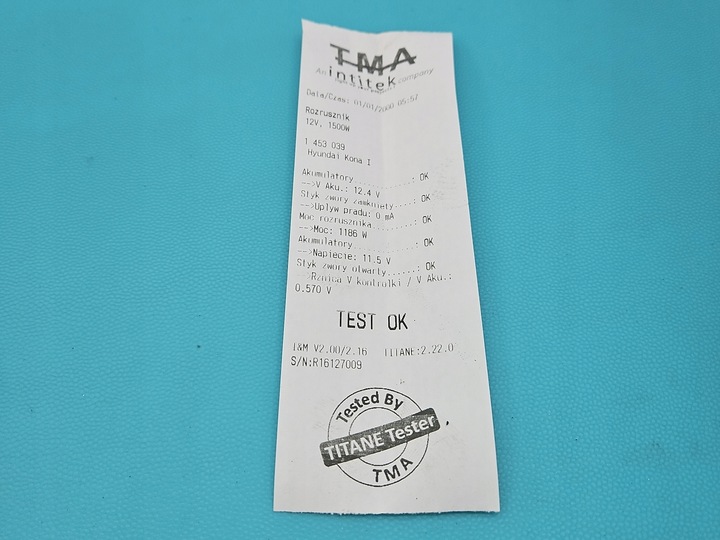 TMA
An intitek company
Data/Czas: 01/01/2000 05:57
Rozrusznik
12V, 1500W
1 453 039
Hyundai Kona I
Akumulatory..............: OK
-->V Aku.: 12.4 V
Styk zwory zamkniety.....: OK
-->Uplyw pradu: 0 mA
Moc rozrusznika..........: OK
-->Moc: 1186 W
Akumulatory..............: OK
-->Napiecie: 11.5 V
Styk zwory otwarty......: OK
-->Rznica V kontrolki / V Aku.:
0.570 V
TEST OK
I&M V2.00/2.16 TITANE:2.22.0
S/N:R16127009
Tested By
TITANE Tester
TMA